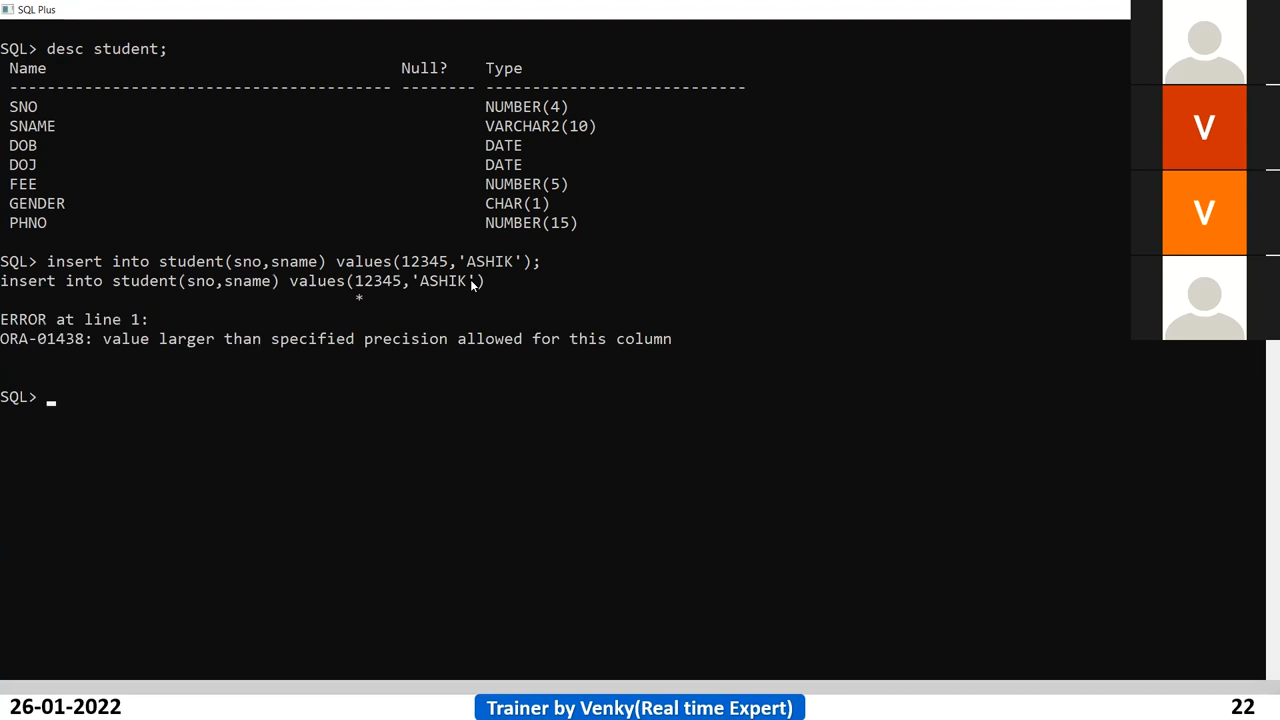 SQL Plus
SQL> desc student;
Name Null? Type
----------------------------------------- -------- ----------------------------
SNO NUMBER(4)
SNAME VARCHAR2(10)
DOB DATE
DOJ DATE
FEE NUMBER(5)
GENDER CHAR(1)
PHNO NUMBER(15)
SQL> insert into student(sno,sname) values(12345,'ASHIK');
insert into student(sno,sname) values(12345,'ASHIK')
*
ERROR at line 1:
ORA-01438: value larger than specified precision allowed for this column
SQL> _
V
V
26-01-2022
Trainer by Venky(Real time Expert)
22